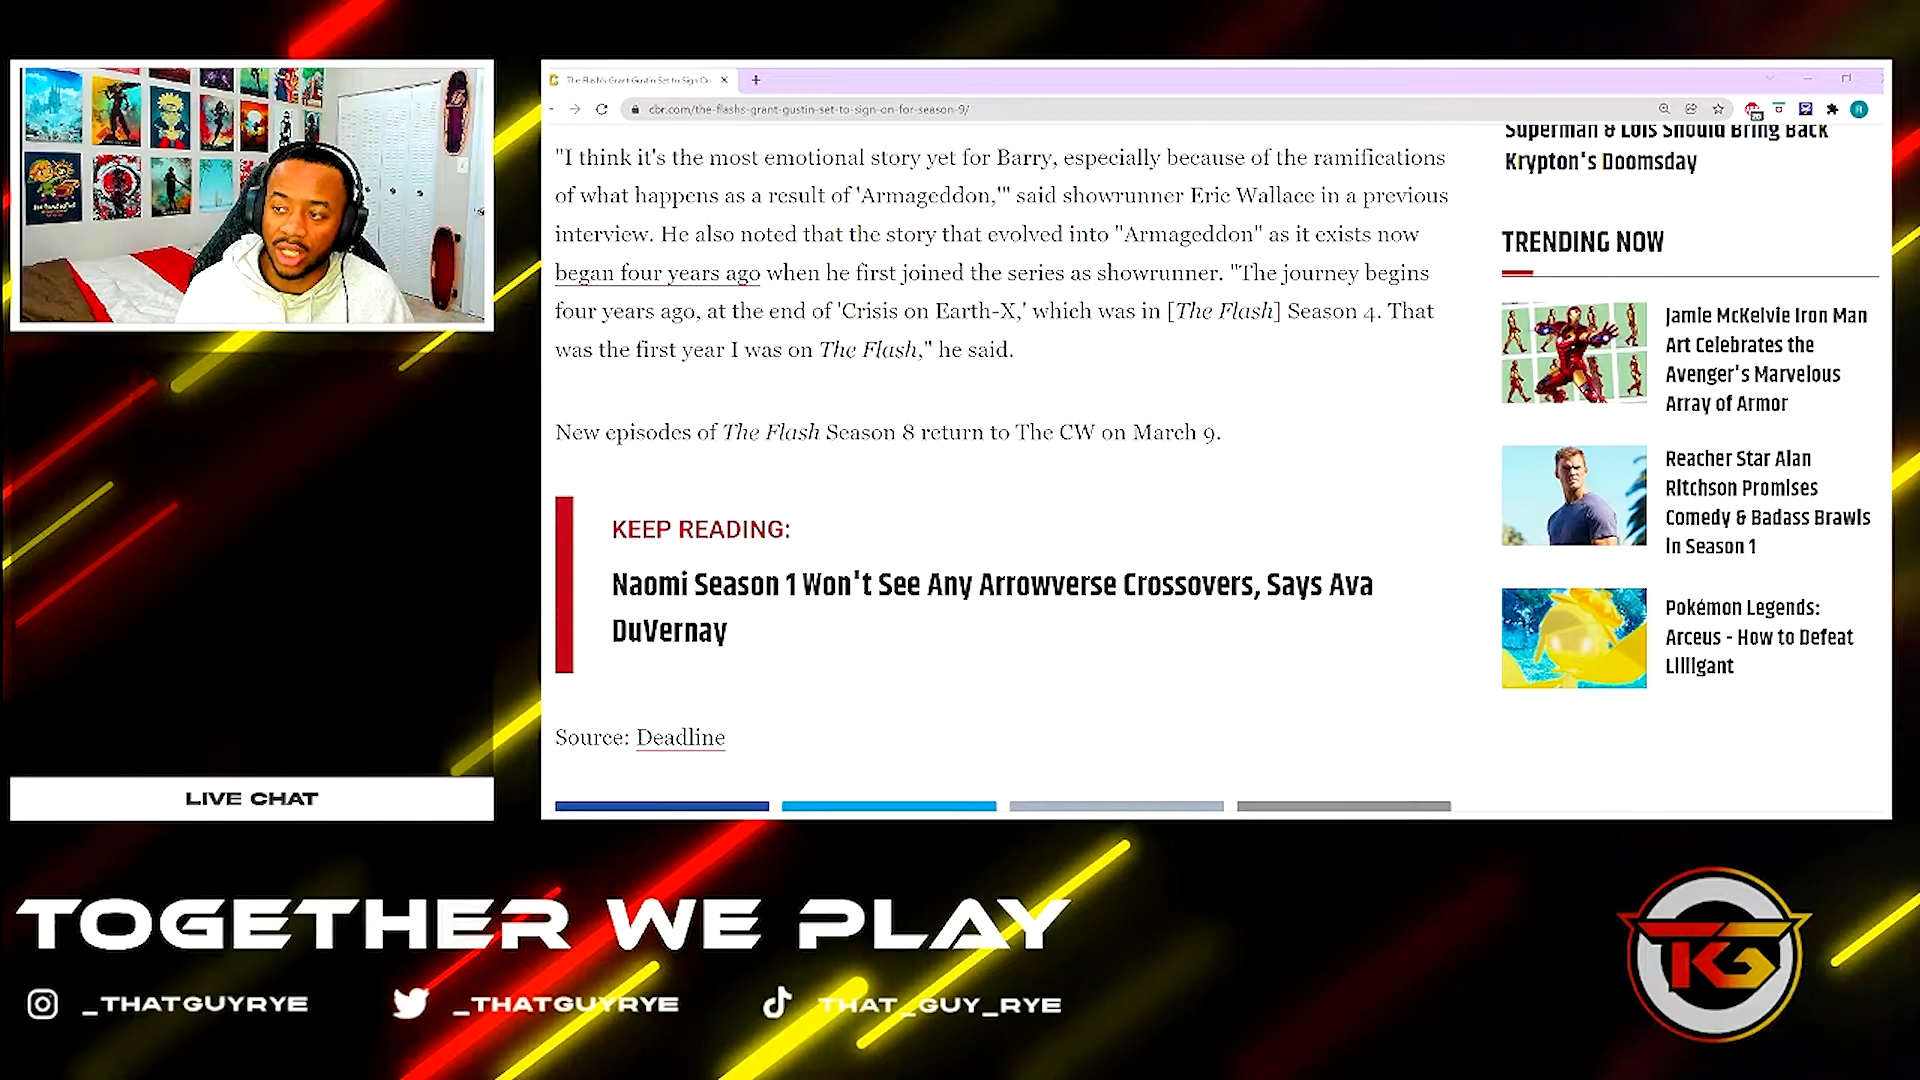 The Flash's Grant Gustin Set to Sign On
cbr.com/the-flashs-grant-gustin-set-to-sign-on-for-season-9/
"I think it's the most emotional story yet for Barry, especially because of the ramifications
of what happens as a result of 'Armageddon,'" said showrunner Eric Wallace in a previous
interview. He also noted that the story that evolved into "Armageddon" as it exists now
began four years ago when he first joined the series as showrunner. "The journey begins
four years ago, at the end of 'Crisis on Earth-X,' which was in [The Flash] Season 4. That
was the first year I was on The Flash," he said.
New episodes of The Flash Season 8 return to The CW on March 9.
KEEP READING:
Naomi Season 1 Won't See Any Arrowverse Crossovers, Says Ava
DuVernay
Source: Deadline
Superman & Lois Should Bring Back
Krypton's Doomsday
TRENDING NOW
Jamie McKelvie Iron Man
Art Celebrates the
Avenger's Marvelous
Array of Armor
Reacher Star Alan
Ritchson Promises
Comedy & Badass Brawls
in Season 1
Pokémon Legends:
Arceus - How to Defeat
Lilligant
LIVE CHAT
TOGETHER WE PLAY
_THATGUYRYE
_THATGUYRYE
THAT_GUY_RYE
TKG